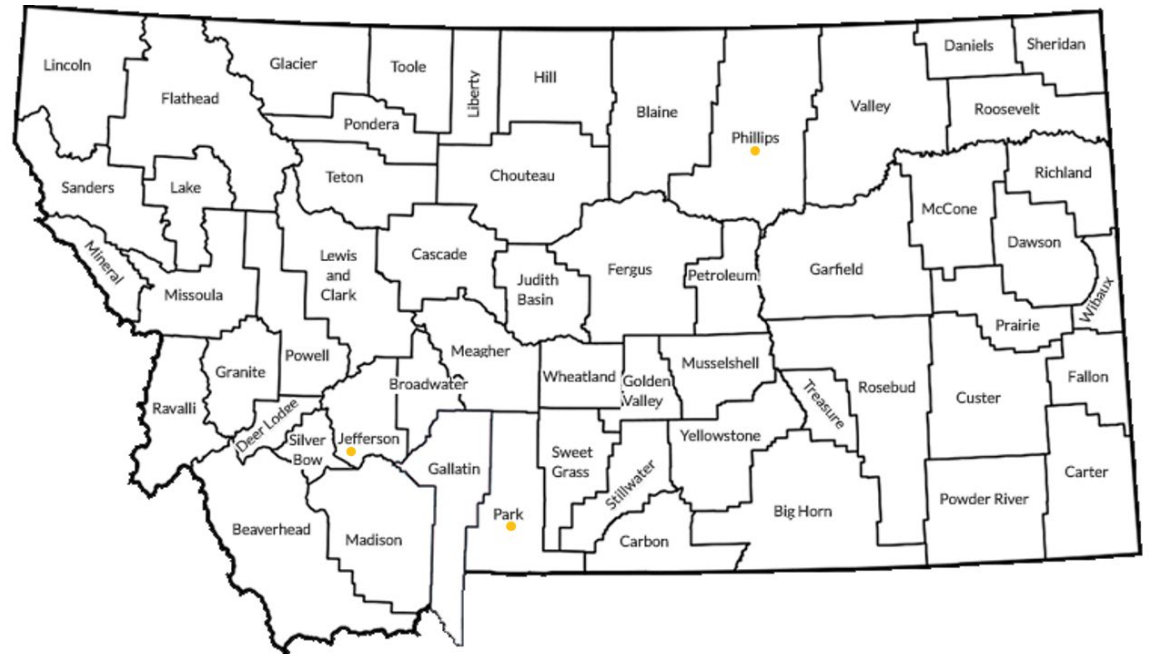 Lincoln
Flathead
Glacier
Toole
Liberty
Hill
Blaine
Phillips
Valley
Daniels
Sheridan
Roosevelt
Pondera
Teton
Chouteau
Sanders
Lake
Richland
McCone
Dawson
Mineral
Missoula
Lewis
and
Clark
Cascade
Judith
Basin
Fergus
Petroleum
Garfield
Wibaux
Prairie
Granite
Powell
Meagher
Broadwater
Wheatland
Golden
Valley
Musselshell
Treasure
Rosebud
Custer
Fallon
Ravalli
Deer Lodge
Silver
Bow
Jefferson
Gallatin
Sweet
Grass
Stillwater
Yellowstone
Carter
Powder River
Big Horn
Park
Beaverhead
Madison
Carbon